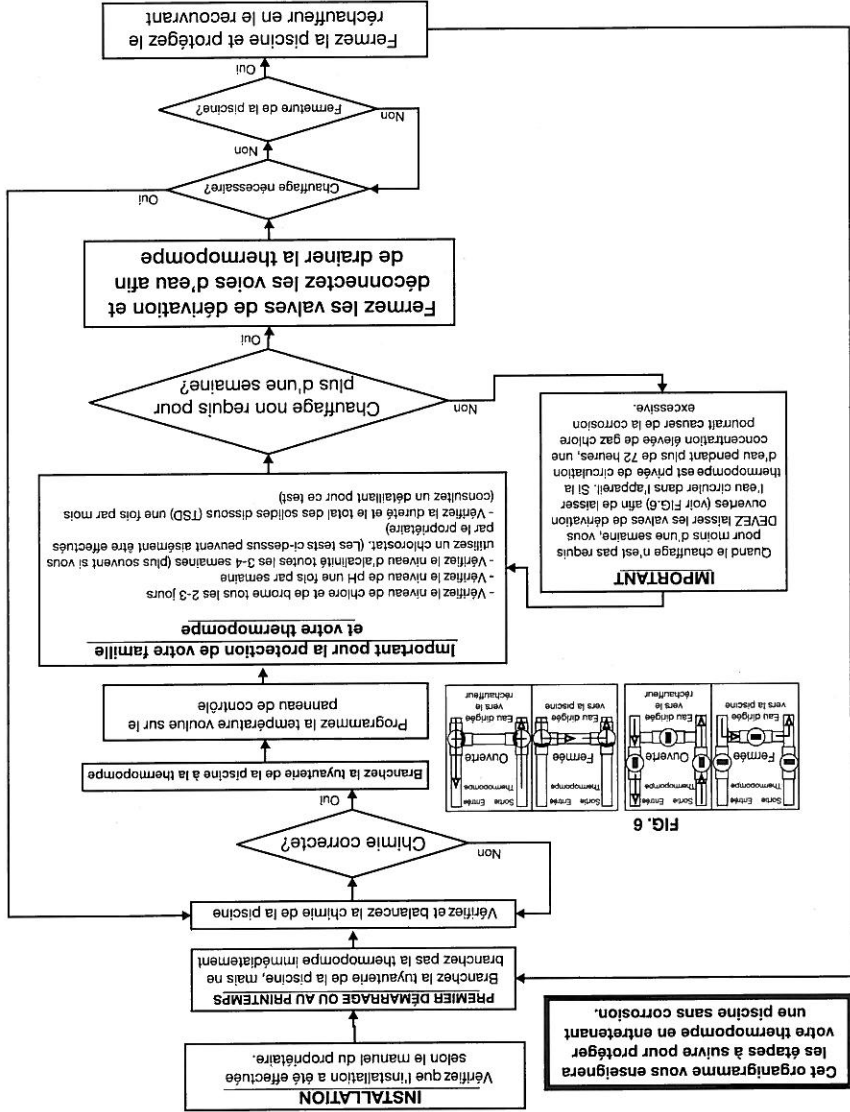 Cet organigramme vous enseignera
les étapes à suivre pour protéger
votre thermopompe en entretenant
une piscine sans corrosion.
INSTALLATION
Vérifiez que l'installation a été effectuée
selon le manuel du propriétaire.
PREMIER DÉMARRAGE OU AU PRINTEMPS
Branchez la tuyauterie de la piscine, mais ne
branchez pas la thermopompe immédiatement
Vérifiez et balancez la chimie de la piscine
Chimie correcte?
Non
Oui
Branchez la tuyauterie de la piscine à la thermopompe
Programmez la température voulue sur le
panneau de contrôle
FIG. 6
Sortie Entrée
Thermopompe
Fermée
Eau dirigée
vers la piscine
Sortie Entrée
Thermopompe
Ouverte
Eau dirigée
vers le
réchauffeur
Sortie Entrée
Thermopompe
Fermée
Eau dirigée
vers la piscine
Sortie Entrée
Thermopompe
Ouverte
Eau dirigée
vers le
réchauffeur
Important pour la protection de votre famille
et votre thermopompe
- Vérifiez le niveau de chlore et de brome tous les 2-3 jours
- Vérifiez le niveau de pH une fois par semaine
- Vérifiez le niveau d'alcalinité toutes les 3-4 semaines (plus souvent si vous
utilisez un chlorostat. (Les tests ci-dessus peuvent aisément être effectués
par le propriétaire)
- Vérifiez la dureté et le total des solides dissous (TSD) une fois par mois
(consultez un détaillant pour ce test)
IMPORTANT
Quand le chauffage n'est pas requis
pour moins d'une semaine, vous
DEVEZ laisser les valves de dérivation
ouvertes (voir FIG.6) afin de laisser
l'eau circuler dans l'appareil. Si la
thermopompe est privée de circulation
d'eau pendant plus de 72 heures, une
concentration élevée de gaz chlore
pourrait causer de la corrosion
excessive.
Chauffage non requis pour
plus d'une semaine?
Non
Oui
Fermez les valves de dérivation et
déconnectez les voies d'eau afin
de drainer la thermopompe
Chauffage nécessaire?
Oui
Non
Fermeture de la piscine?
Non
Oui
Fermez la piscine et protégez le
réchauffeur en le recouvrant